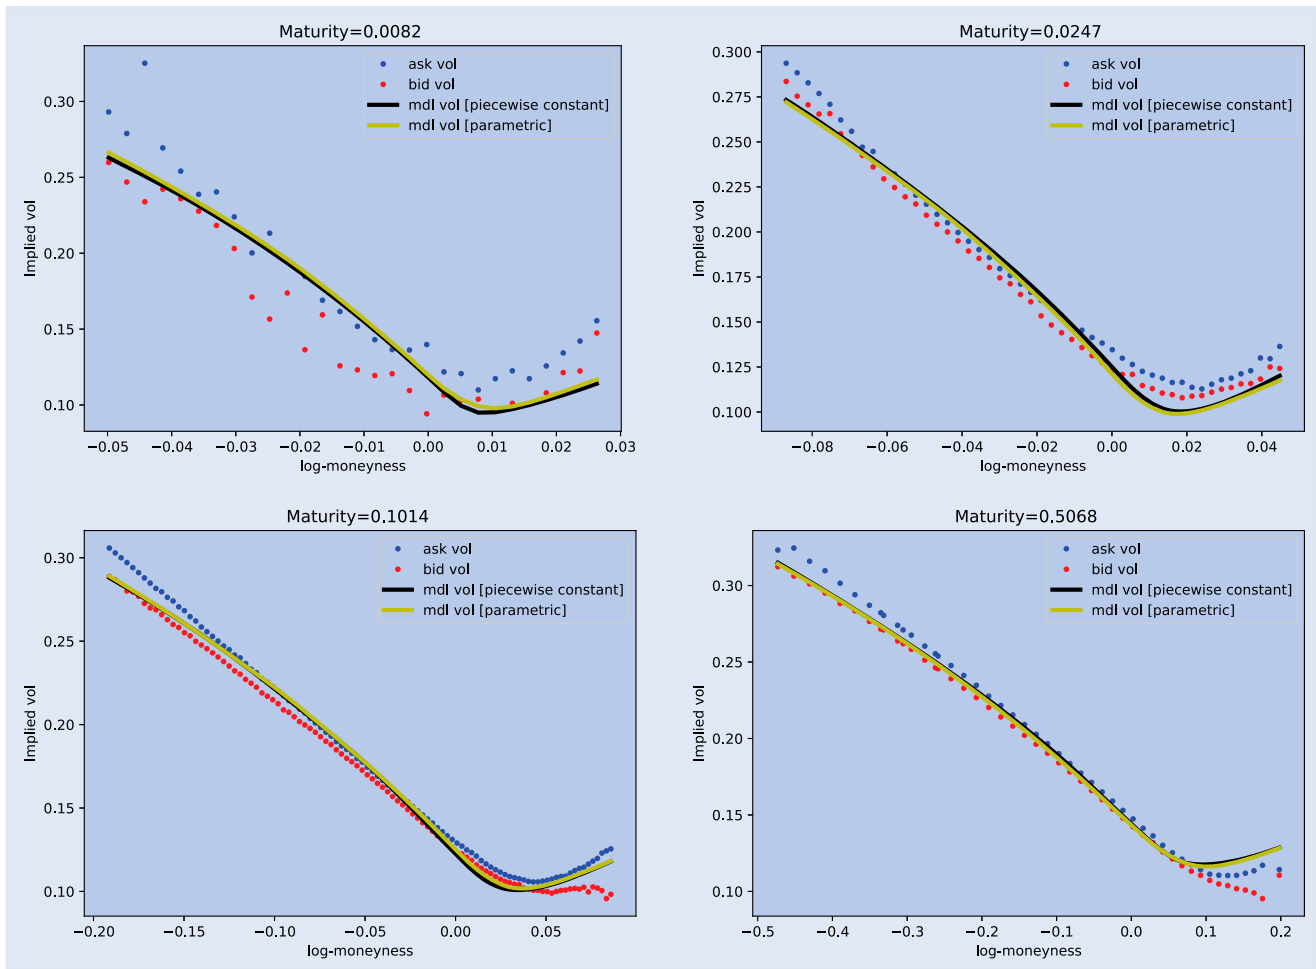 Maturity=0.0082
ask vol
bid vol
mdl vol [piecewise constant]
mdl vol [parametric]
Implied vol
0.30
0.25
0.20
0.15
0.10
−0.05 −0.04 −0.03 −0.02 −0.01 0.00 0.01 0.02 0.03
log-moneyness
Maturity=0.0247
ask vol
bid vol
mdl vol [piecewise constant]
mdl vol [parametric]
Implied vol
0.300
0.275
0.250
0.225
0.200
0.175
0.150
0.125
0.100
−0.08 −0.06 −0.04 −0.02 0.00 0.02 0.04
log-moneyness
Maturity=0.1014
ask vol
bid vol
mdl vol [piecewise constant]
mdl vol [parametric]
Implied vol
0.30
0.25
0.20
0.15
0.10
−0.20 −0.15 −0.10 −0.05 0.00 0.05
log-moneyness
Maturity=0.5068
ask vol
bid vol
mdl vol [piecewise constant]
mdl vol [parametric]
Implied vol
0.30
0.25
0.20
0.15
0.10
−0.5 −0.4 −0.3 −0.2 −0.1 0.0 0.1 0.2
log-moneyness